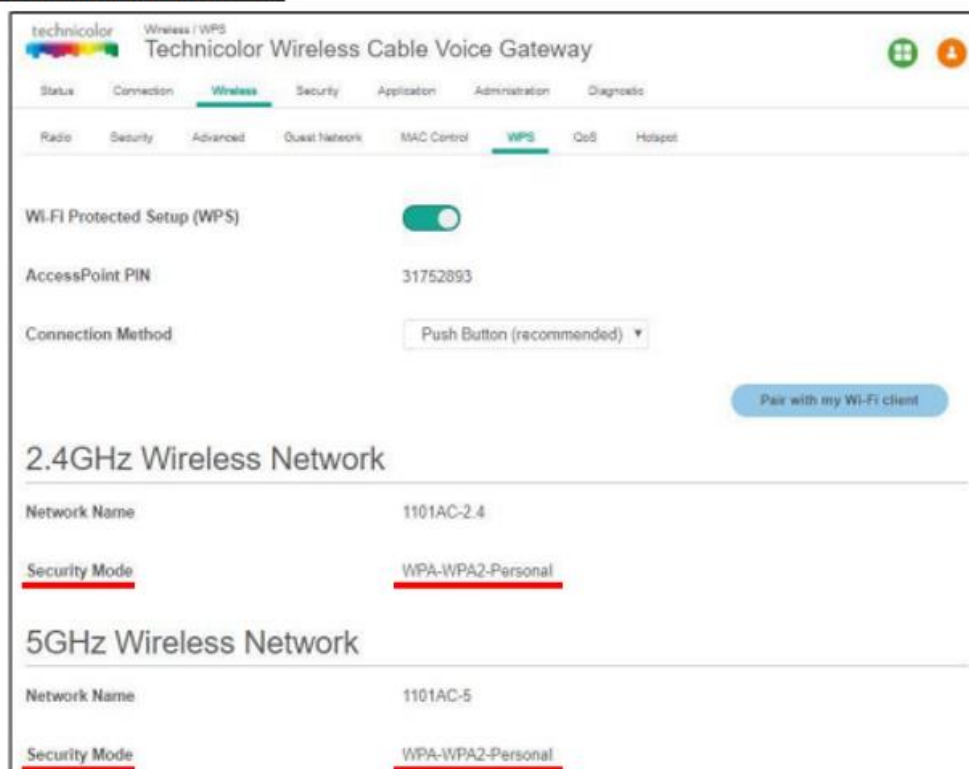 technicolor
Wireless / WPS
Technicolor Wireless Cable Voice Gateway
Status Connection Wireless Security Application Administration Diagnostic
Radio Security Advanced Guest Network MAC Control WPS QoS Hotspot
Wi-Fi Protected Setup (WPS)
AccessPoint PIN 31752893
Connection Method Push Button (recommended)
Pair with my Wi-Fi client
2.4GHz Wireless Network
Network Name 1101AC-2.4
Security Mode WPA-WPA2-Personal
5GHz Wireless Network
Network Name 1101AC-5
Security Mode WPA-WPA2-Personal